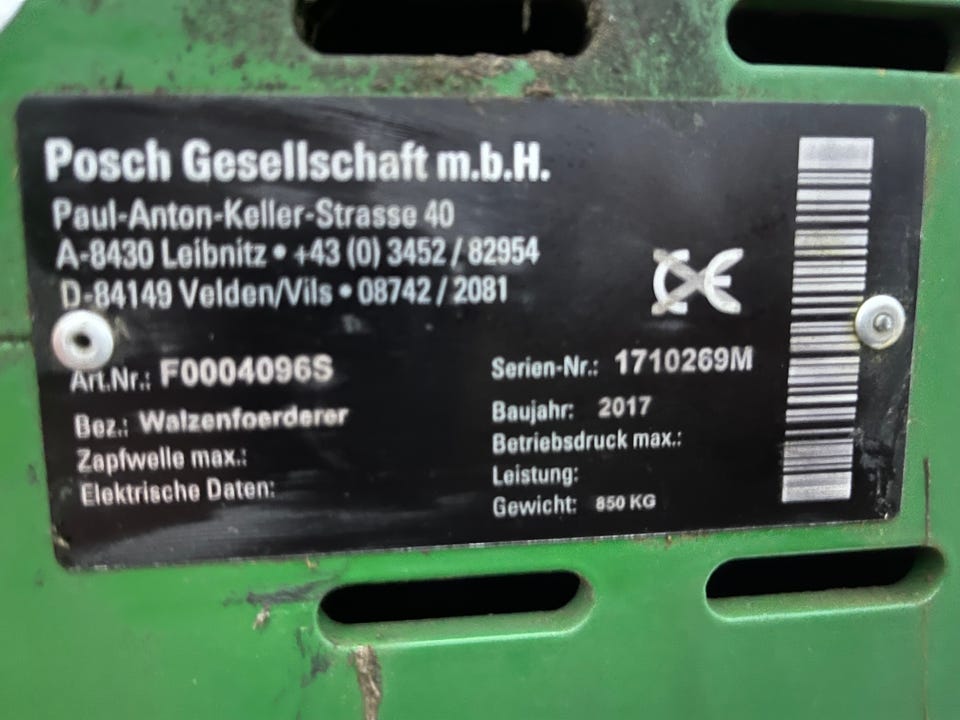 Posch Gesellschaft m.b.H.
Paul-Anton-Keller-Strasse 40
A-8430 Leibnitz • +43 (0) 3452 / 82954
D-84149 Velden/Vils • 08742 / 2081
CE
Art.Nr.: F0004096S
Serien-Nr.: 1710269M
Bez.: Walzenfoerderer
Baujahr: 2017
Zapfwelle max.:
Betriebsdruck max.:
Elektrische Daten:
Leistung:
Gewicht: 850 KG